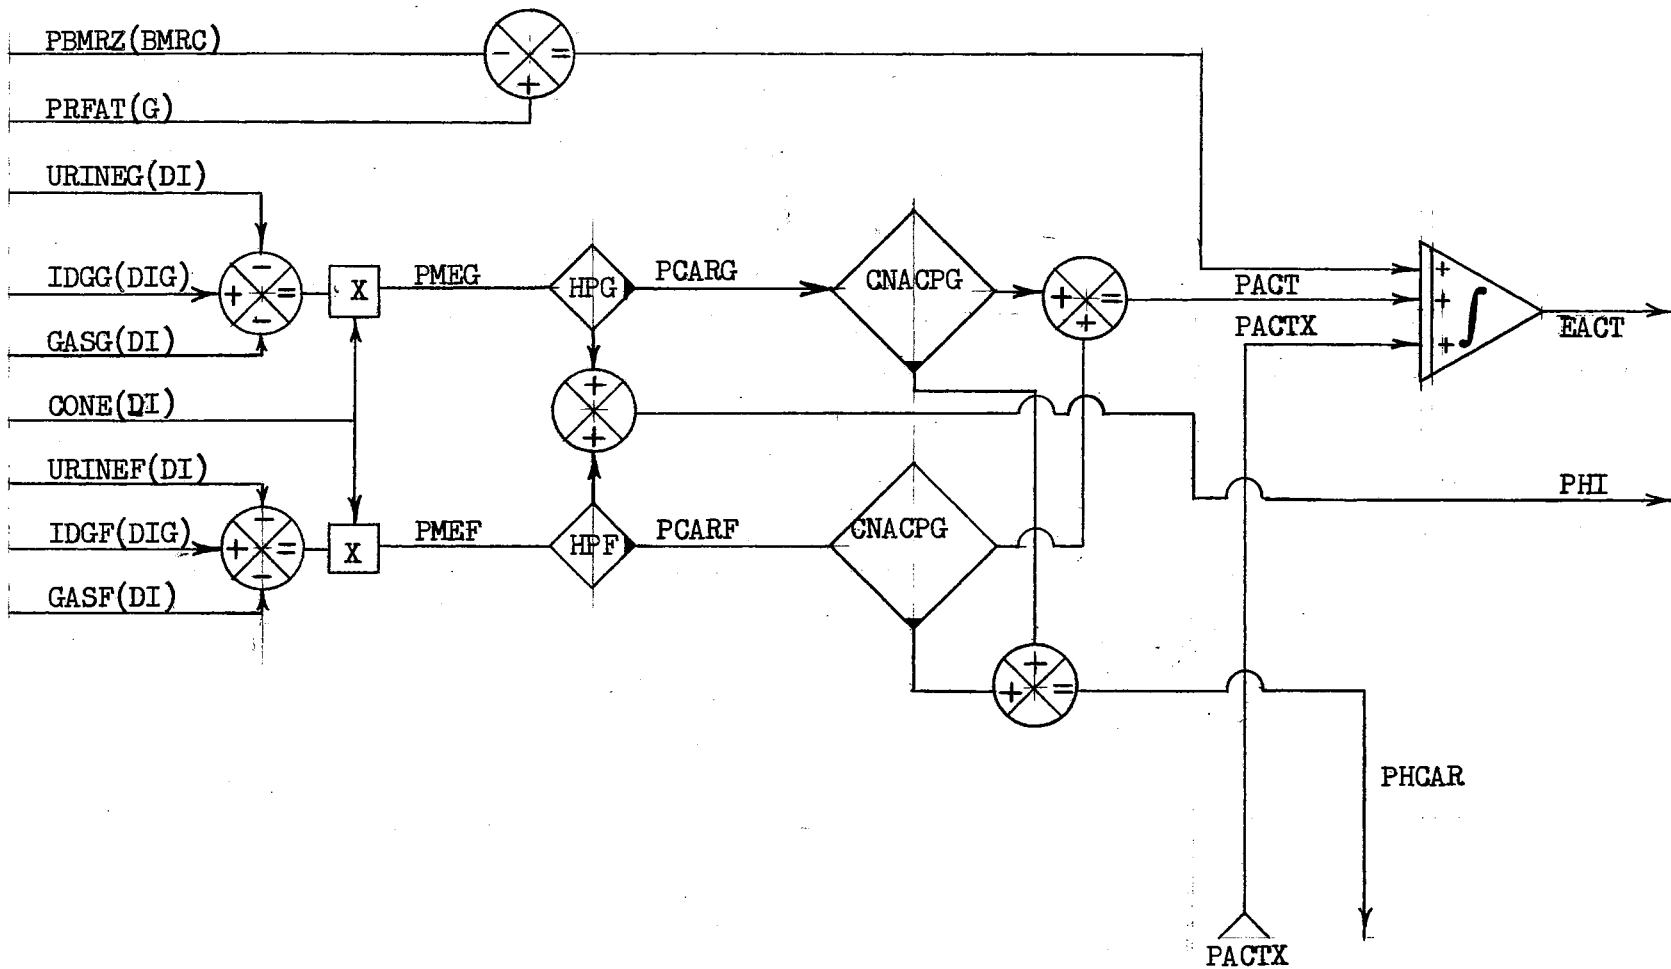 PBMRZ(BMRC)
- =
+
PRFAT(G)
URINEG(DI)
IDGG(DIG)
- + = -
GASG(DI)
X
PMEG
HPG
PCARG
CNACPG
+ = +
PACT
PACTX
+
+
+
∫
EACT
CONE(DI)
+
+
PHI
URINEF(DI)
IDGF(DIG)
- + = -
GASF(DI)
X
PMEF
HPF
PCARF
CNACPG
+
+ =
PHCAR
PACTX